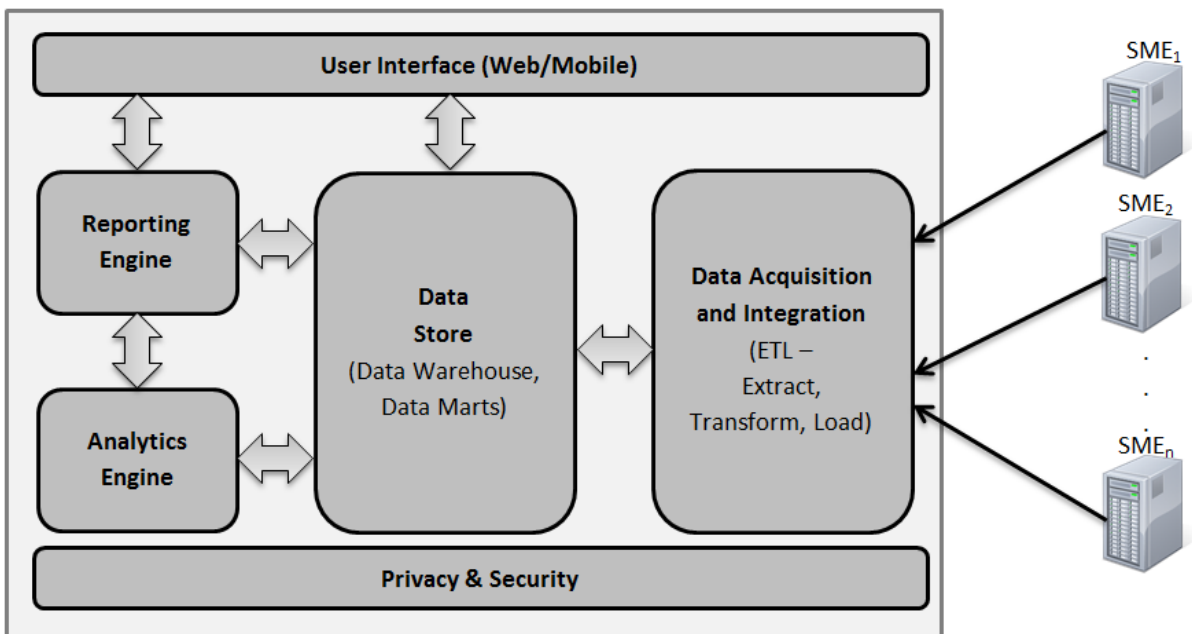 User Interface (Web/Mobile)
Reporting
Engine
Analytics
Engine
Data
Store
(Data Warehouse,
Data Marts)
Data Acquisition
and Integration
(ETL –
Extract,
Transform, Load)
Privacy & Security
SME₁
SME₂
.
.
.
SMEₙ